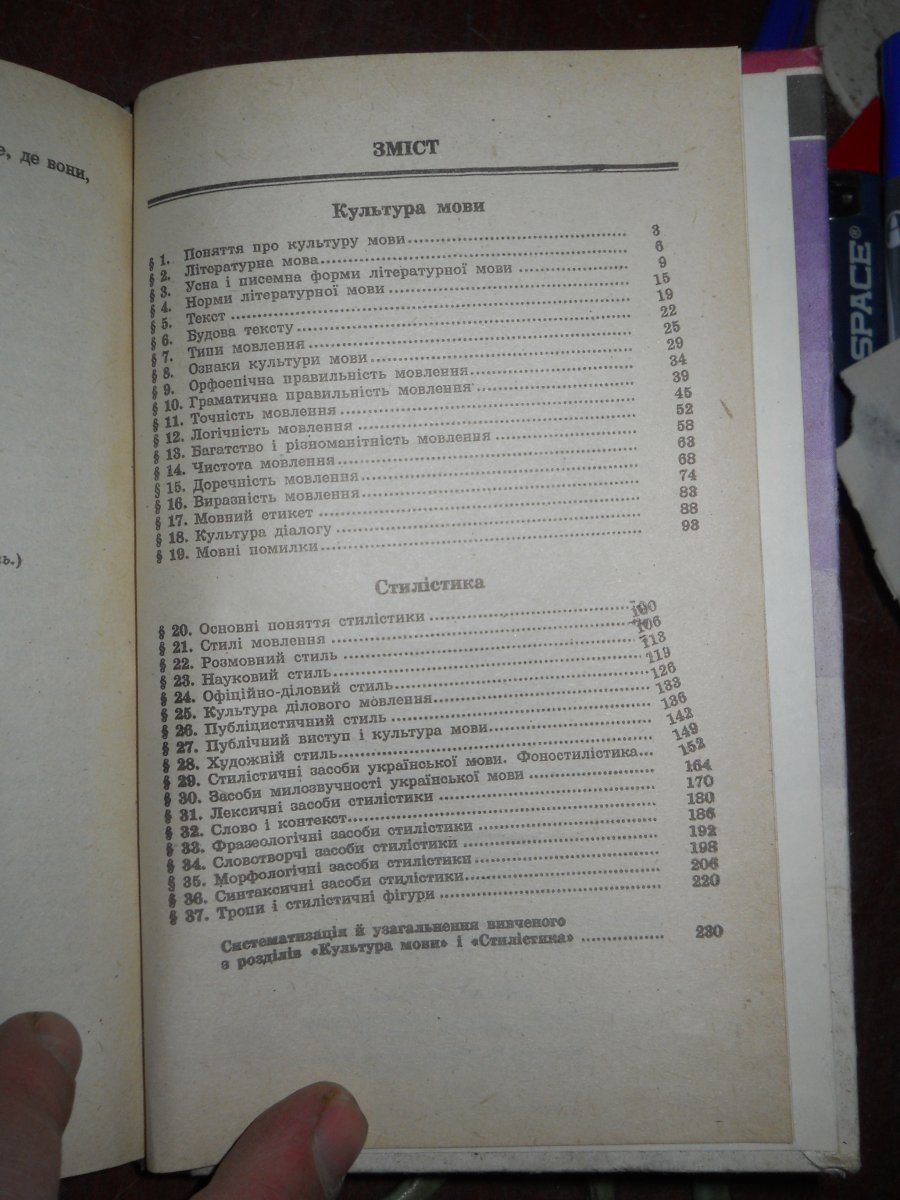 е, де вони,
сь.)
ЗМІСТ
Культура мови
§ 1. Поняття про культуру мови 3
§ 2. Літературна мова 6
§ 3. Усна і писемна форми літературної мови 9
§ 4. Норми літературної мови 15
§ 5. Текст 19
§ 6. Будова тексту 22
§ 7. Типи мовлення 25
§ 8. Ознаки культури мови 29
§ 9. Орфоепічна правильність мовлення 34
§ 10. Граматична правильність мовлення 39
§ 11. Точність мовлення 45
§ 12. Логічність мовлення 52
§ 13. Багатство і різноманітність мовлення 58
§ 14. Чистота мовлення 63
§ 15. Доречність мовлення 68
§ 16. Виразність мовлення 74
§ 17. Мовний етикет 83
§ 18. Культура діалогу 88
§ 19. Мовні помилки 93
Стилістика
§ 20. Основні поняття стилістики 100
§ 21. Стилі мовлення 106
§ 22. Розмовний стиль 113
§ 23. Науковий стиль 119
§ 24. Офіційно-діловий стиль 126
§ 25. Культура ділового мовлення 133
§ 26. Публіцистичний стиль 136
§ 27. Публічний виступ і культура мови 142
§ 28. Художній стиль 149
§ 29. Стилістичні засоби української мови. Фоностилістика 152
§ 30. Засоби милозвучності української мови 164
§ 31. Лексичні засоби стилістики 170
§ 32. Слово і контекст 180
§ 33. Фразеологічні засоби стилістики 186
§ 34. Словотворчі засоби стилістики 192
§ 35. Морфологічні засоби стилістики 198
§ 36. Синтаксичні засоби стилістики 206
§ 37. Тропи і стилістичні фігури 220
Систематизація й узагальнення вивченого
з розділів «Культура мови» і «Стилістика» 230
SPACE®